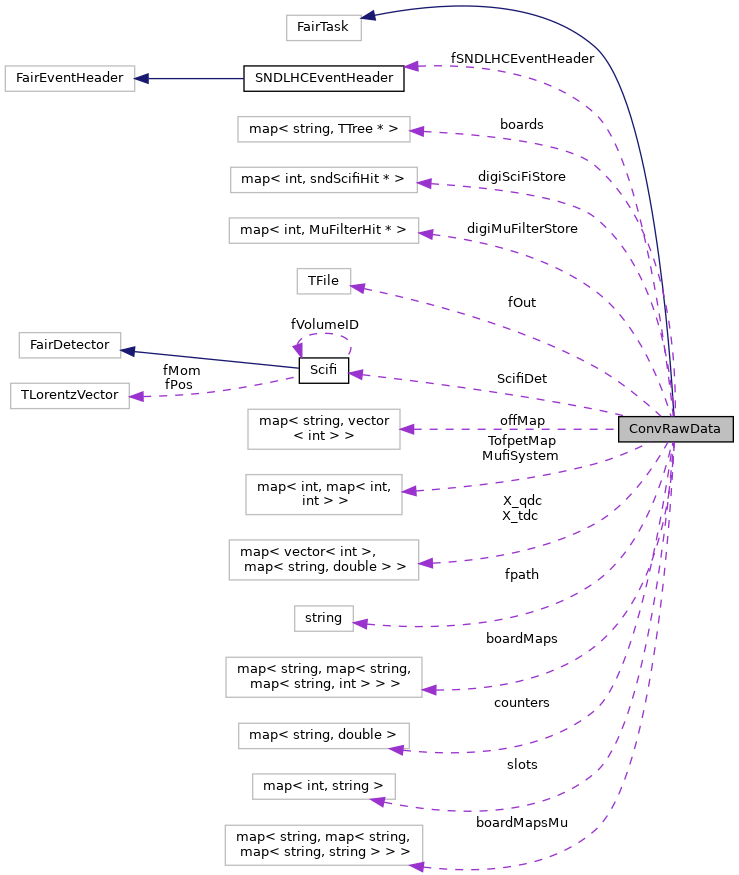 FairTask
FairEventHeader
SNDLHCEventHeader
fSNDLHCEventHeader
map< string, TTree * >
boards
map< int, sndScifiHit * >
digiSciFiStore
map< int, MuFilterHit * >
digiMuFilterStore
TFile
fOut
fVolumeID
FairDetector
Scifi
ScifiDet
fMom
fPos
TLorentzVector
map< string, vector
< int > >
offMap
ConvRawData
TofpetMap
MufiSystem
map< int, map< int,
int > >
X_qdc
X_tdc
map< vector< int >,
map< string, double > >
fpath
string
boardMaps
map< string, map< string,
map< string, int > > >
counters
map< string, double >
slots
map< int, string >
boardMapsMu
map< string, map< string,
map< string, string > > >